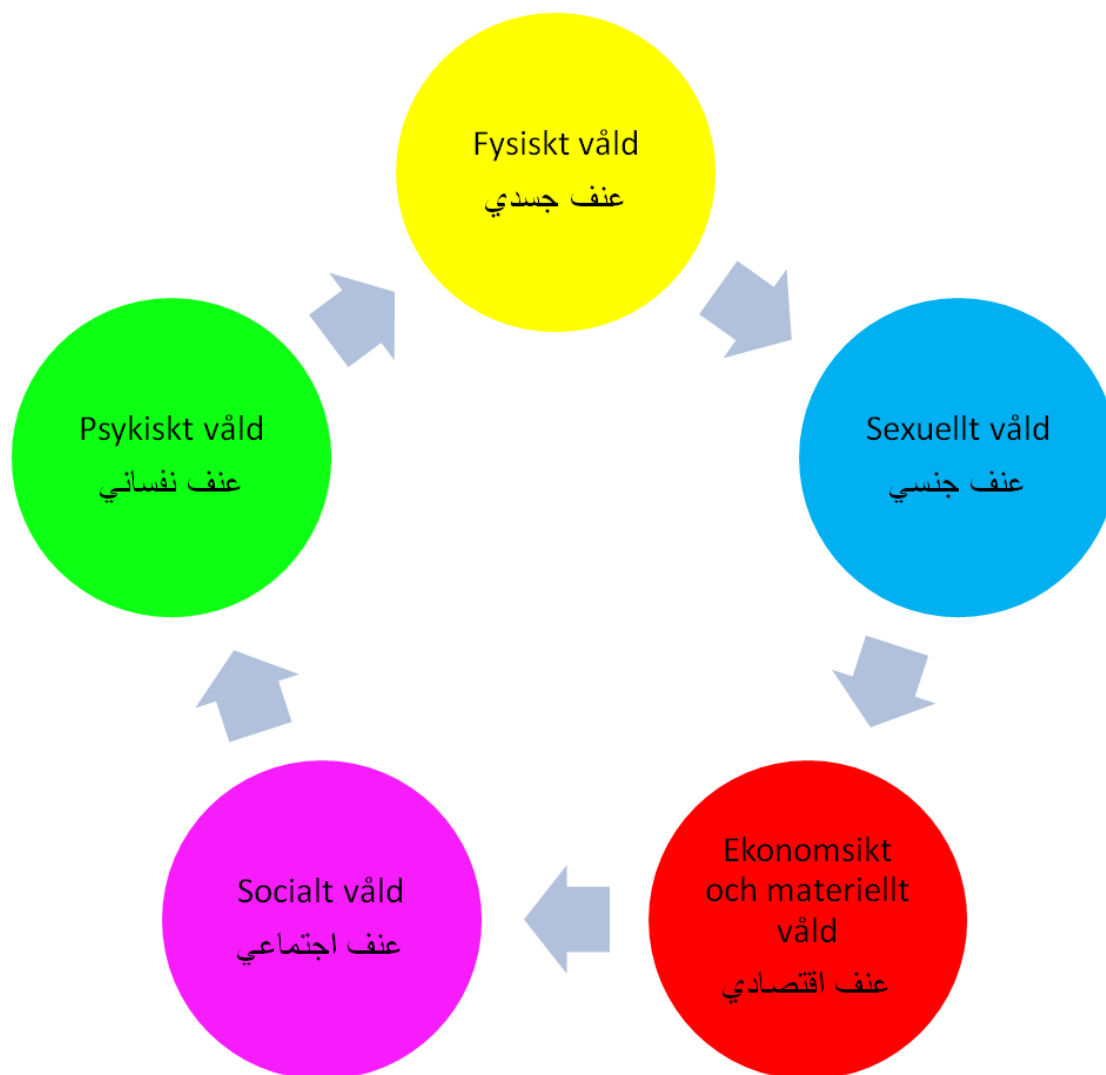 Fysiskt våld
عنف جسدي
Sexuellt våld
عنف جنسي
Ekonomsikt
och materiellt
våld
عنف اقتصادي
Socialt våld
عنف اجتماعي
Psykiskt våld
عنف نفساني